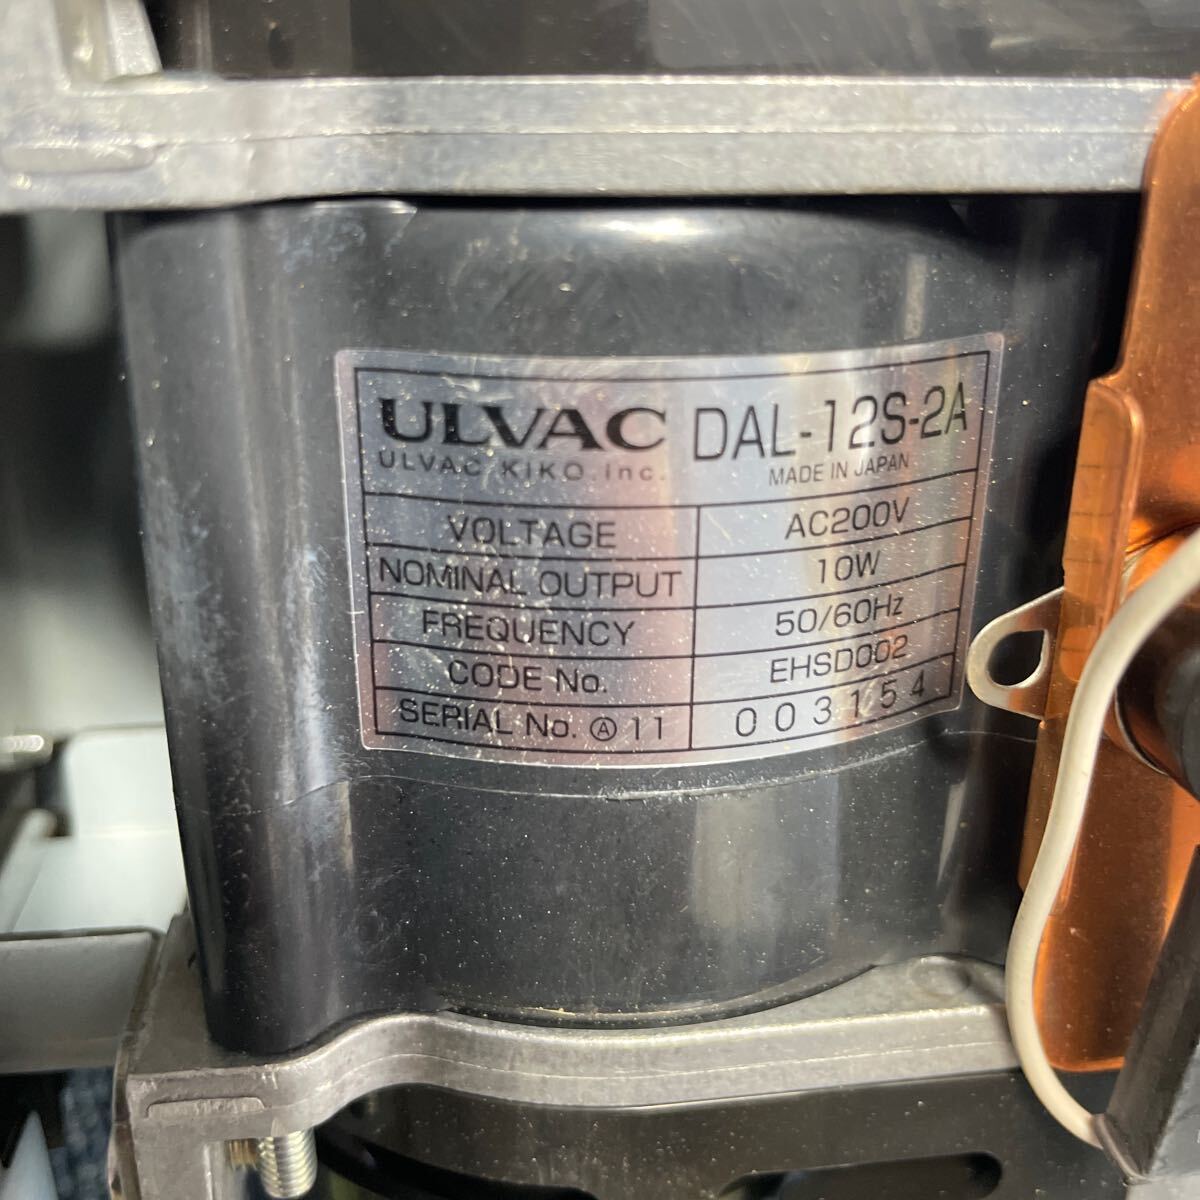 ULVAC DAL-12S-2A
ULVAC KIKO.Inc. MADE IN JAPAN
VOLTAGE AC200V
NOMINAL OUTPUT 10W
FREQUENCY 50/60Hz
CODE No. EHSD002
SERIAL No. Ⓐ 11 003154